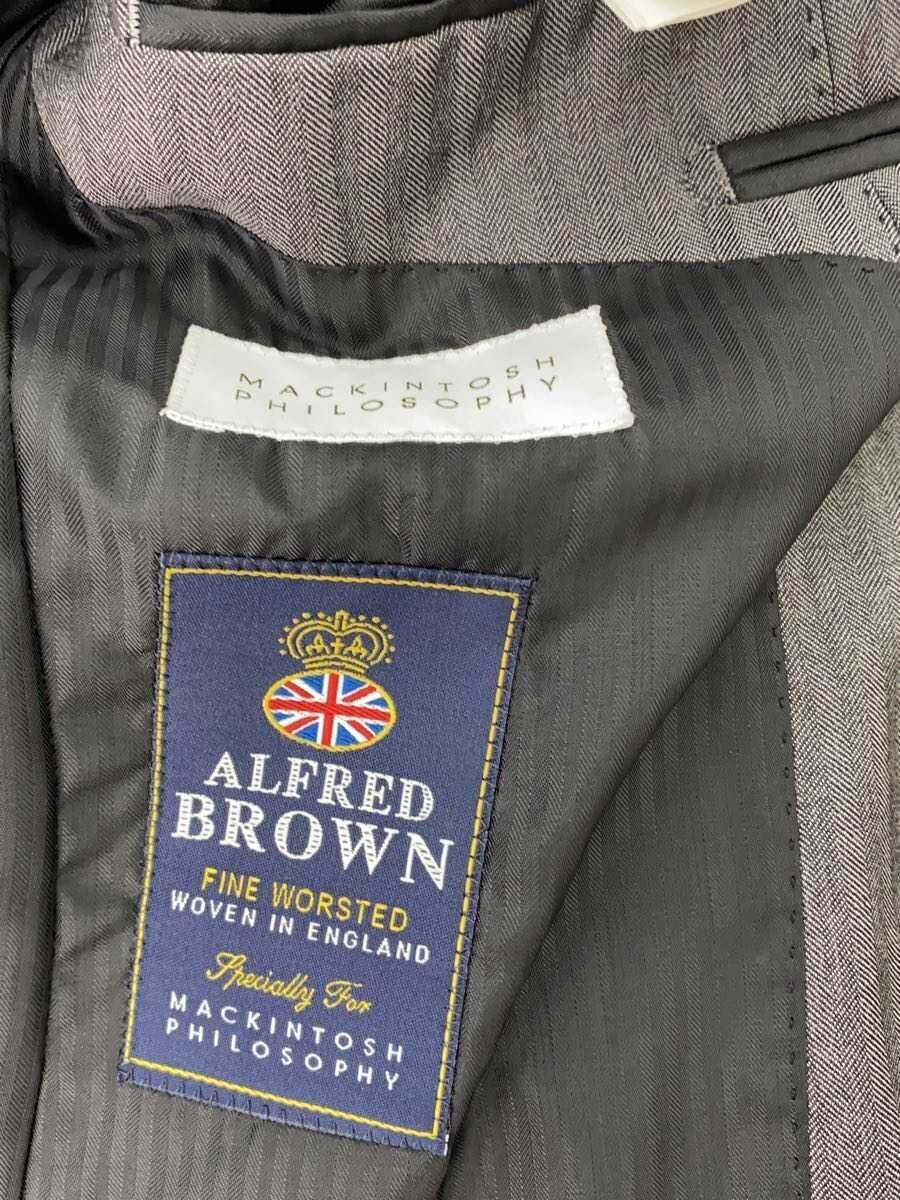 MACKINTOSH
PHILOSOPHY
ALFRED
BROWN
FINE WORSTED
WOVEN IN ENGLAND
Specially For
MACKINTOSH
PHILOSOPHY